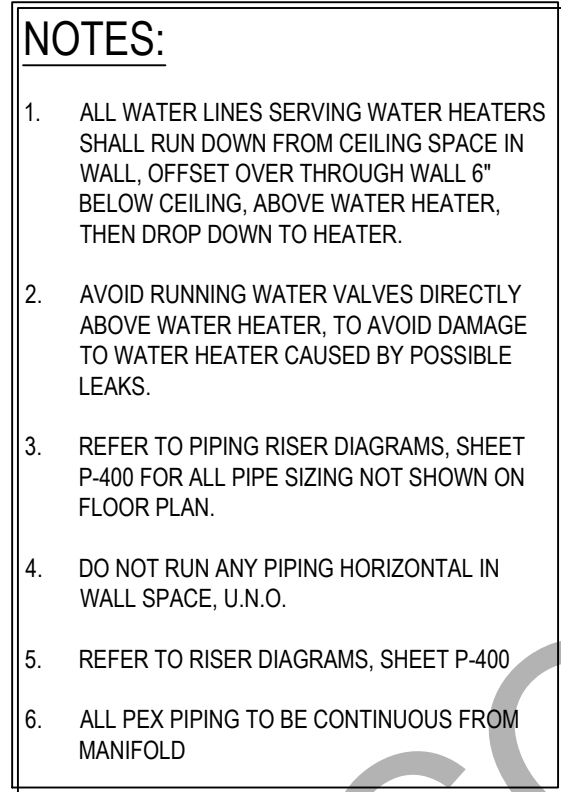 NOTES:
1. ALL WATER LINES SERVING WATER HEATERS
SHALL RUN DOWN FROM CEILING SPACE IN
WALL, OFFSET OVER THROUGH WALL 6"
BELOW CEILING, ABOVE WATER HEATER,
THEN DROP DOWN TO HEATER.
2. AVOID RUNNING WATER VALVES DIRECTLY
ABOVE WATER HEATER, TO AVOID DAMAGE
TO WATER HEATER CAUSED BY POSSIBLE
LEAKS.
3. REFER TO PIPING RISER DIAGRAMS, SHEET
P-400 FOR ALL PIPE SIZING NOT SHOWN ON
FLOOR PLAN.
4. DO NOT RUN ANY PIPING HORIZONTAL IN
WALL SPACE, U.N.O.
5. REFER TO RISER DIAGRAMS, SHEET P-400
6. ALL PEX PIPING TO BE CONTINUOUS FROM
MANIFOLD